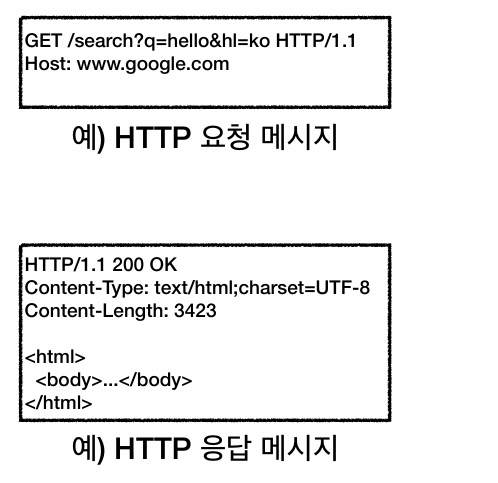 GET /search?q=hello&hl=ko HTTP/1.1
Host: www.google.com
예) HTTP 요청 메시지
HTTP/1.1 200 OK
Content-Type: text/html;charset=UTF-8
Content-Length: 3423
<html>
<body>...</body>
</html>
예) HTTP 응답 메시지